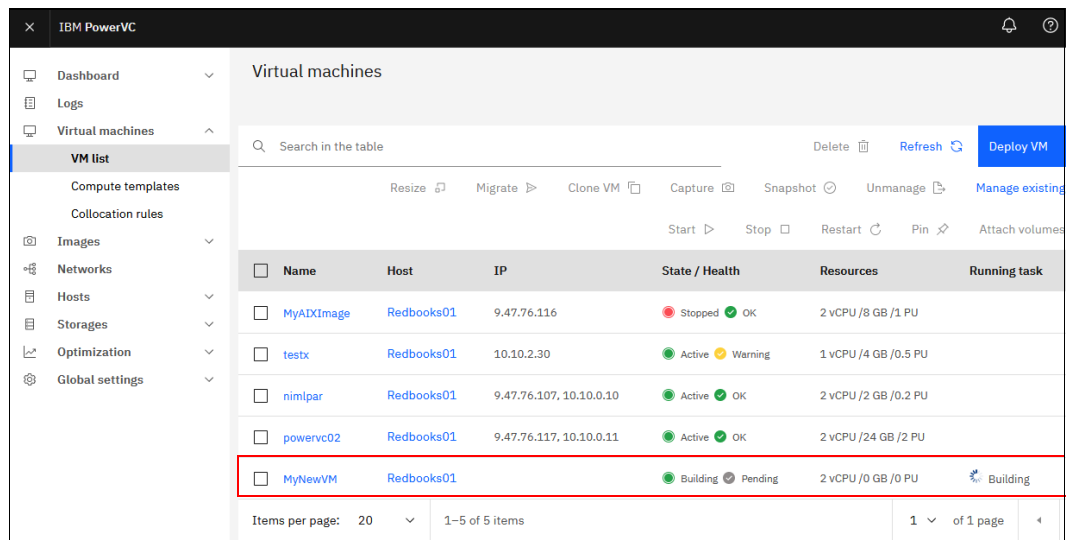 IBM PowerVC
Dashboard
Logs
Virtual machines
VM list
Compute templates
Collocation rules
Images
Networks
Hosts
Storages
Optimization
Global settings
Virtual machines
Search in the table
Delete Refresh Deploy VM
Resize Migrate Clone VM Capture Snapshot Unmanage Manage existing
Start Stop Restart Pin Attach volumes
Name Host IP State / Health Resources Running task
MyAIXImage Redbooks01 9.47.76.116 Stopped OK 2 vCPU /8 GB /1 PU
testx Redbooks01 10.10.2.30 Active Warning 1 vCPU /4 GB /0.5 PU
nimlpar Redbooks01 9.47.76.107, 10.10.0.10 Active OK 2 vCPU /2 GB /0.2 PU
powervc02 Redbooks01 9.47.76.117, 10.10.0.11 Active OK 2 vCPU /24 GB /2 PU
MyNewVM Redbooks01 Building Pending 2 vCPU /0 GB /0 PU Building
Items per page: 20 1–5 of 5 items 1 of 1 page